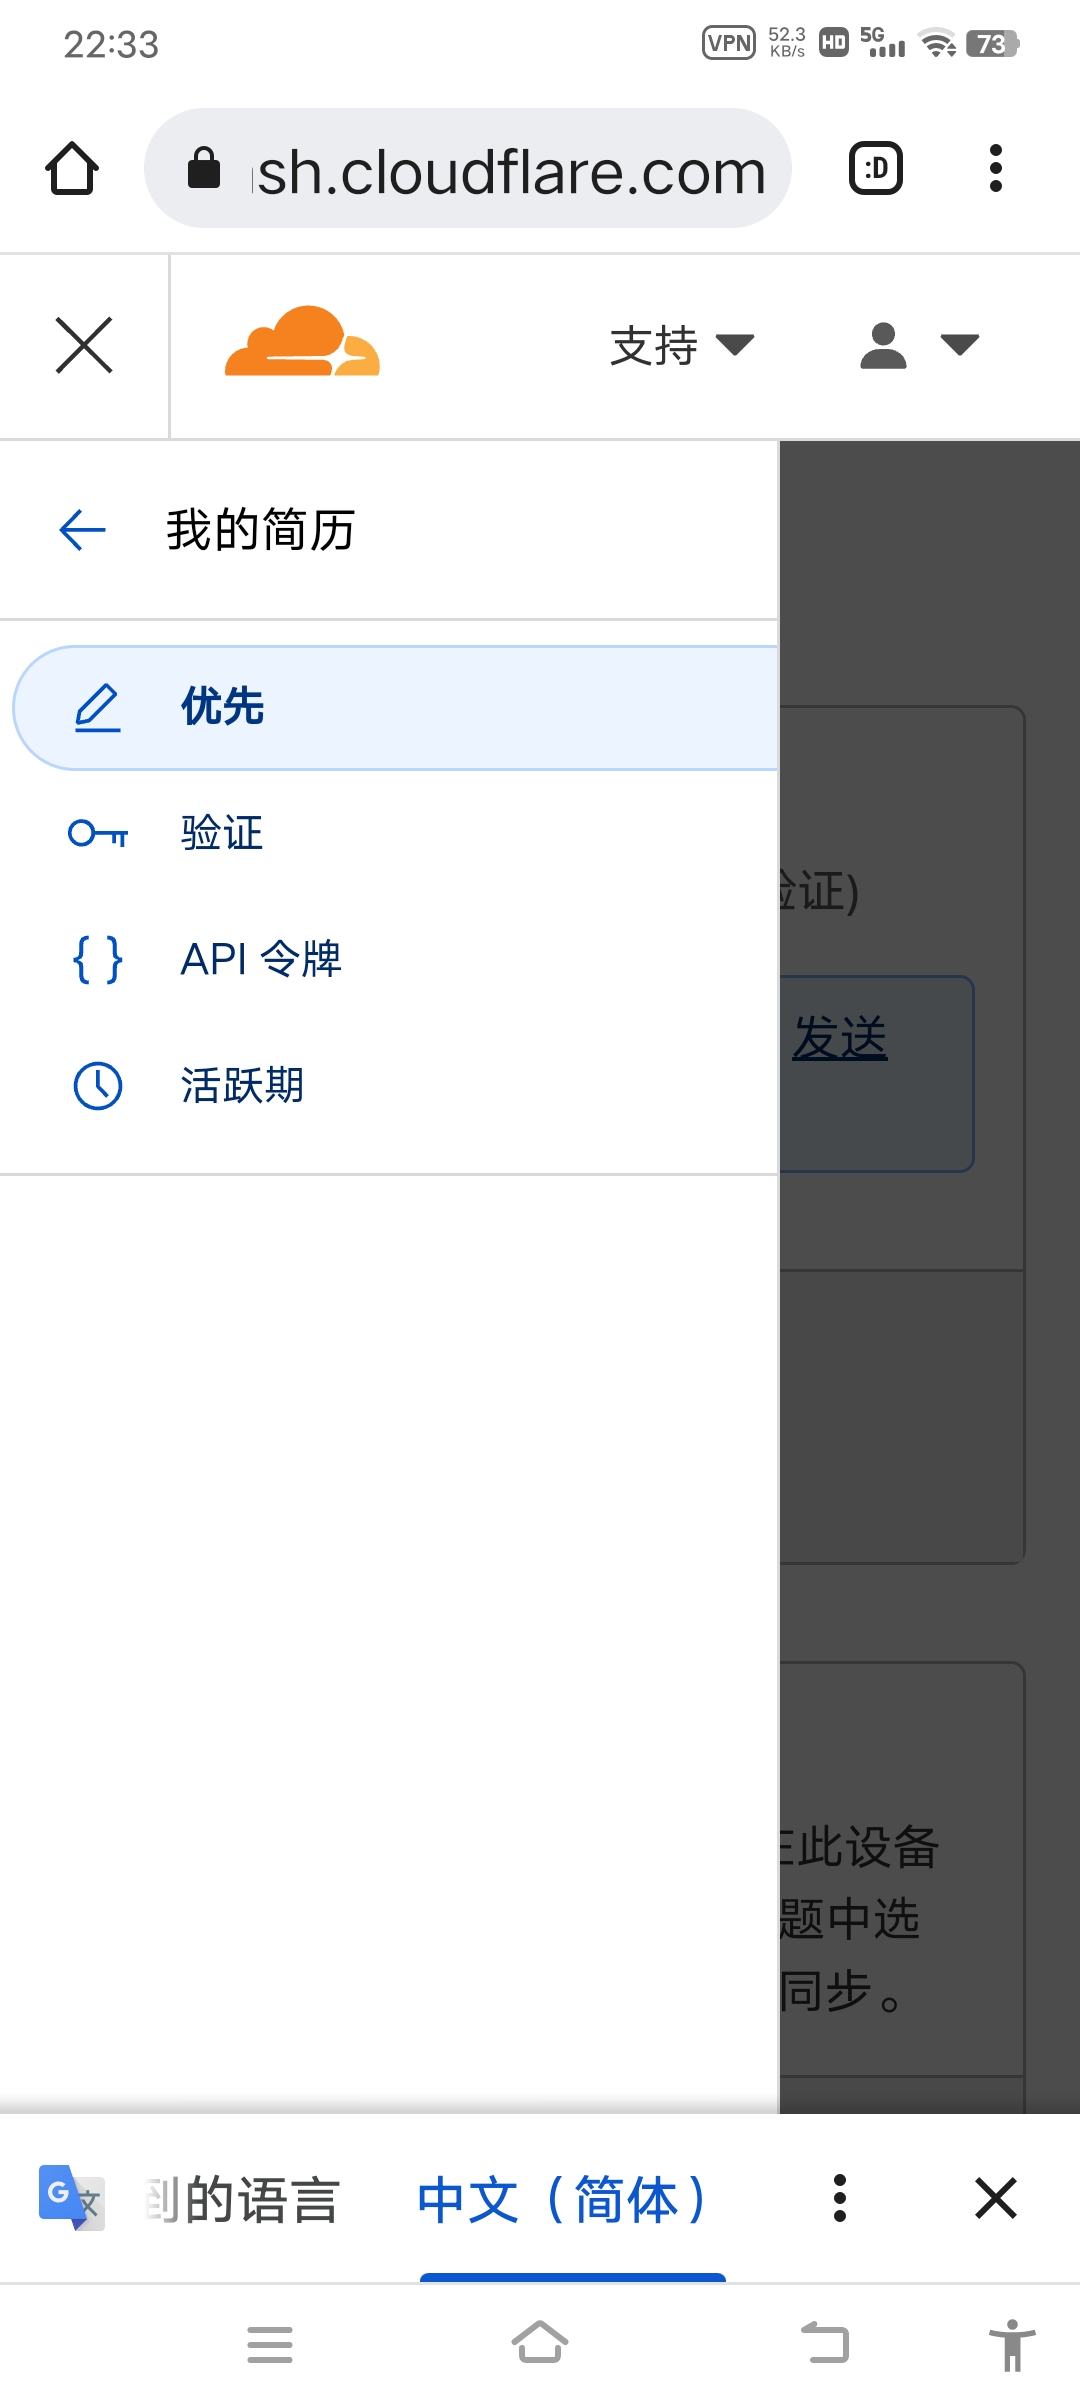 22:33
VPN
52.3
KB/s
HD
5G
73
sh.cloudflare.com
:D
支持
我的简历
优先
验证
API 令牌
活跃期
验证)
发送
在此设备
题中选
同步。
到的语言
中文（简体）